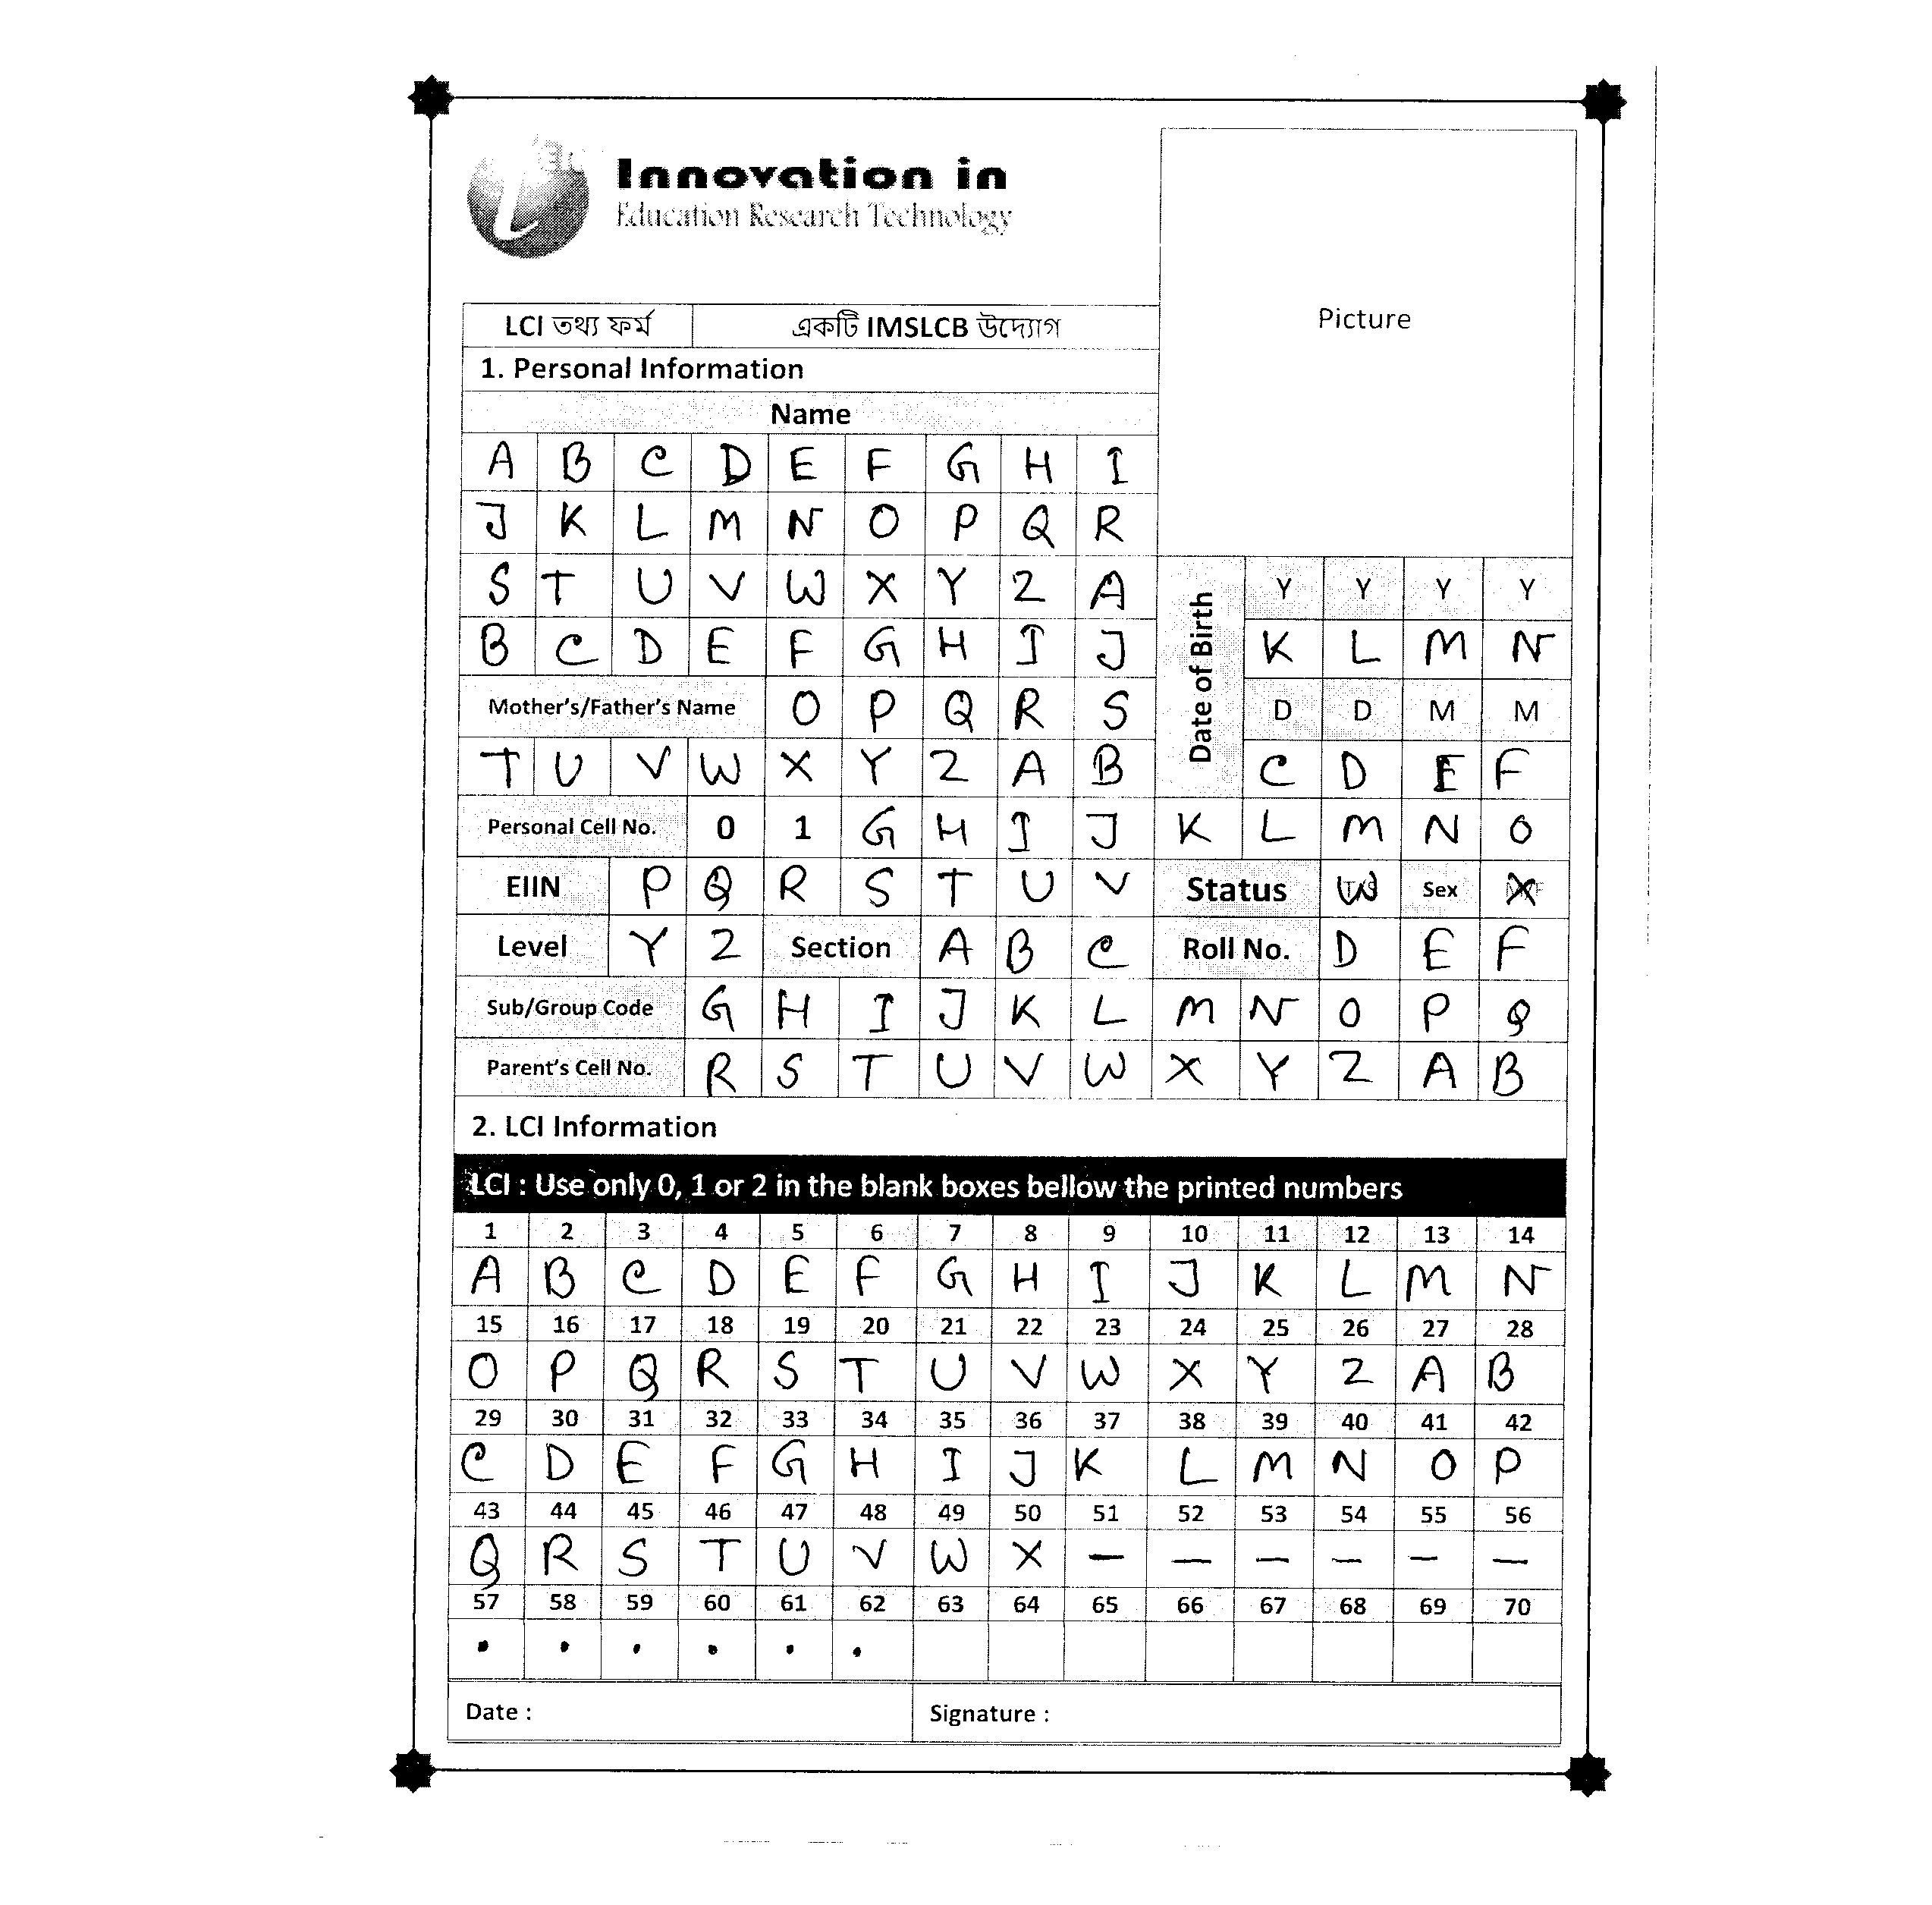 Innovation in
Education Research Technology
Picture
LCI তথ্য ফর্ম একটি IMSLCB উদ্যোগ
1. Personal Information
Name
A B C D E F G H I
J K L M N O P Q R
S T U V W X Y Z A
B C D E F G H I J
Date of Birth
Y Y Y Y
K L M N
D D M M
C D E F
Mother's/Father's Name O P Q R S
T U V W X Y Z A B
Personal Cell No. 0 1 G H I J K L M N O
EIIN P Q R S T U V Status W Sex X
Level Y Z Section A B C Roll No. D E F
Sub/Group Code G H I J K L M N O P Q
Parent's Cell No. R S T U V W X Y Z A B
2. LCI Information
LCI : Use only 0, 1 or 2 in the blank boxes bellow the printed numbers
1 2 3 4 5 6 7 8 9 10 11 12 13 14
A B C D E F G H I J K L M N
15 16 17 18 19 20 21 22 23 24 25 26 27 28
O P Q R S T U V W X Y Z A B
29 30 31 32 33 34 35 36 37 38 39 40 41 42
C D E F G H I J K L M N O P
43 44 45 46 47 48 49 50 51 52 53 54 55 56
Q R S T U V W X – – – – – –
57 58 59 60 61 62 63 64 65 66 67 68 69 70
. . . . . .
Date : Signature :